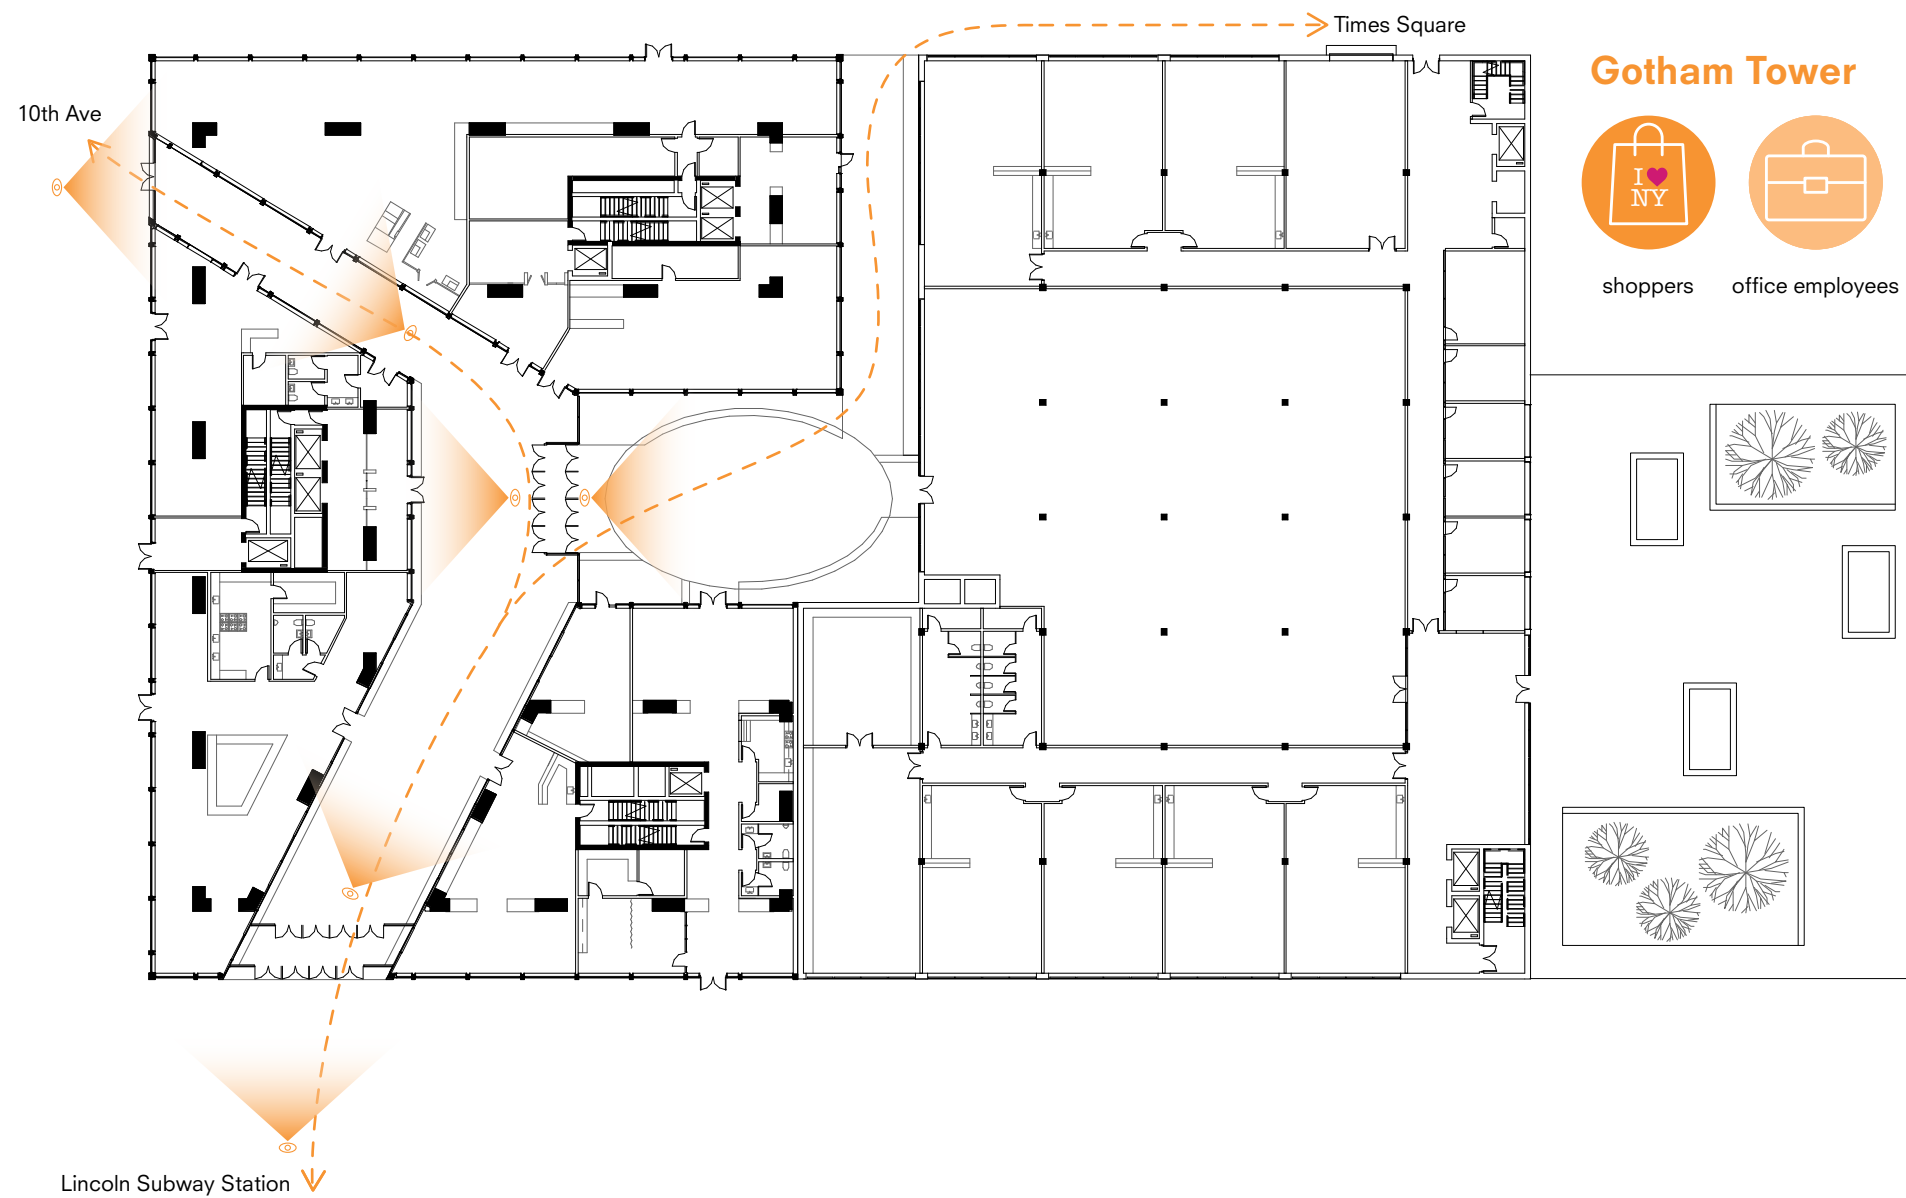 Times Square
Gotham Tower
10th Ave
I
NY
shoppers
office employees
Lincoln Subway Station